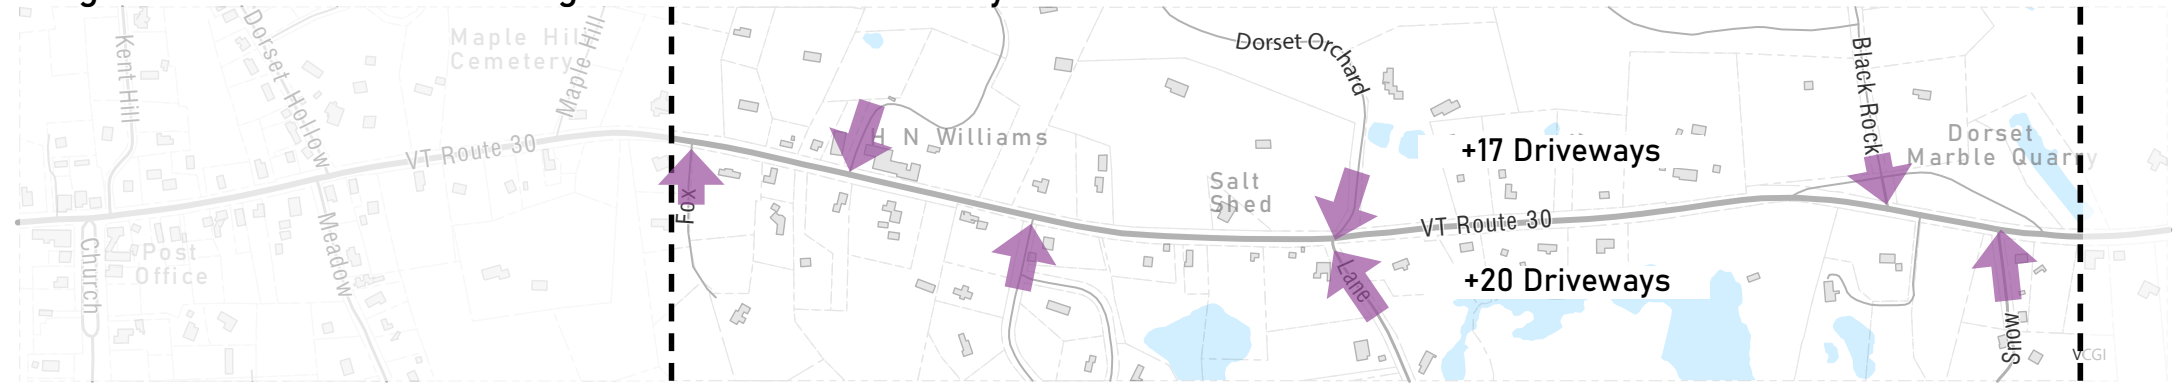 Kent Hill
Dorset Hollow
Maple Hill
Cemetery
Maple Hill
VT Route 30
Church
Post
Office
Meadow
Fox
H N Williams
Dorset Orchard
Salt
Shed
Lane
+17 Driveways
VT Route 30
+20 Driveways
Black Rock
Dorset
Marble Quarry
Snow
VCGI